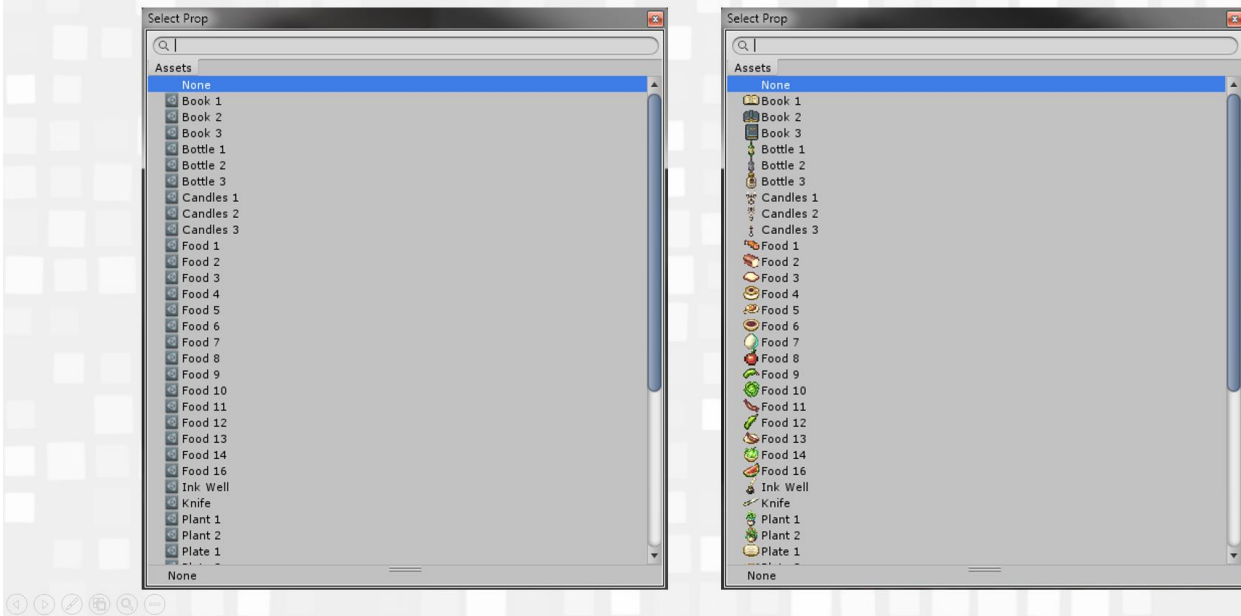 Select Prop
Assets
None
Book 1
Book 2
Book 3
Bottle 1
Bottle 2
Bottle 3
Candles 1
Candles 2
Candles 3
Food 1
Food 2
Food 3
Food 4
Food 5
Food 6
Food 7
Food 8
Food 9
Food 10
Food 11
Food 12
Food 13
Food 14
Food 16
Ink Well
Knife
Plant 1
Plant 2
Plate 1
None
Select Prop
Assets
None
Book 1
Book 2
Book 3
Bottle 1
Bottle 2
Bottle 3
Candles 1
Candles 2
Candles 3
Food 1
Food 2
Food 3
Food 4
Food 5
Food 6
Food 7
Food 8
Food 9
Food 10
Food 11
Food 12
Food 13
Food 14
Food 16
Ink Well
Knife
Plant 1
Plant 2
Plate 1
None